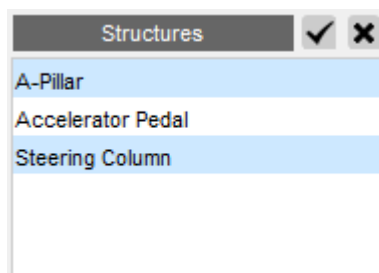 Structures
A-Pillar
Accelerator Pedal
Steering Column